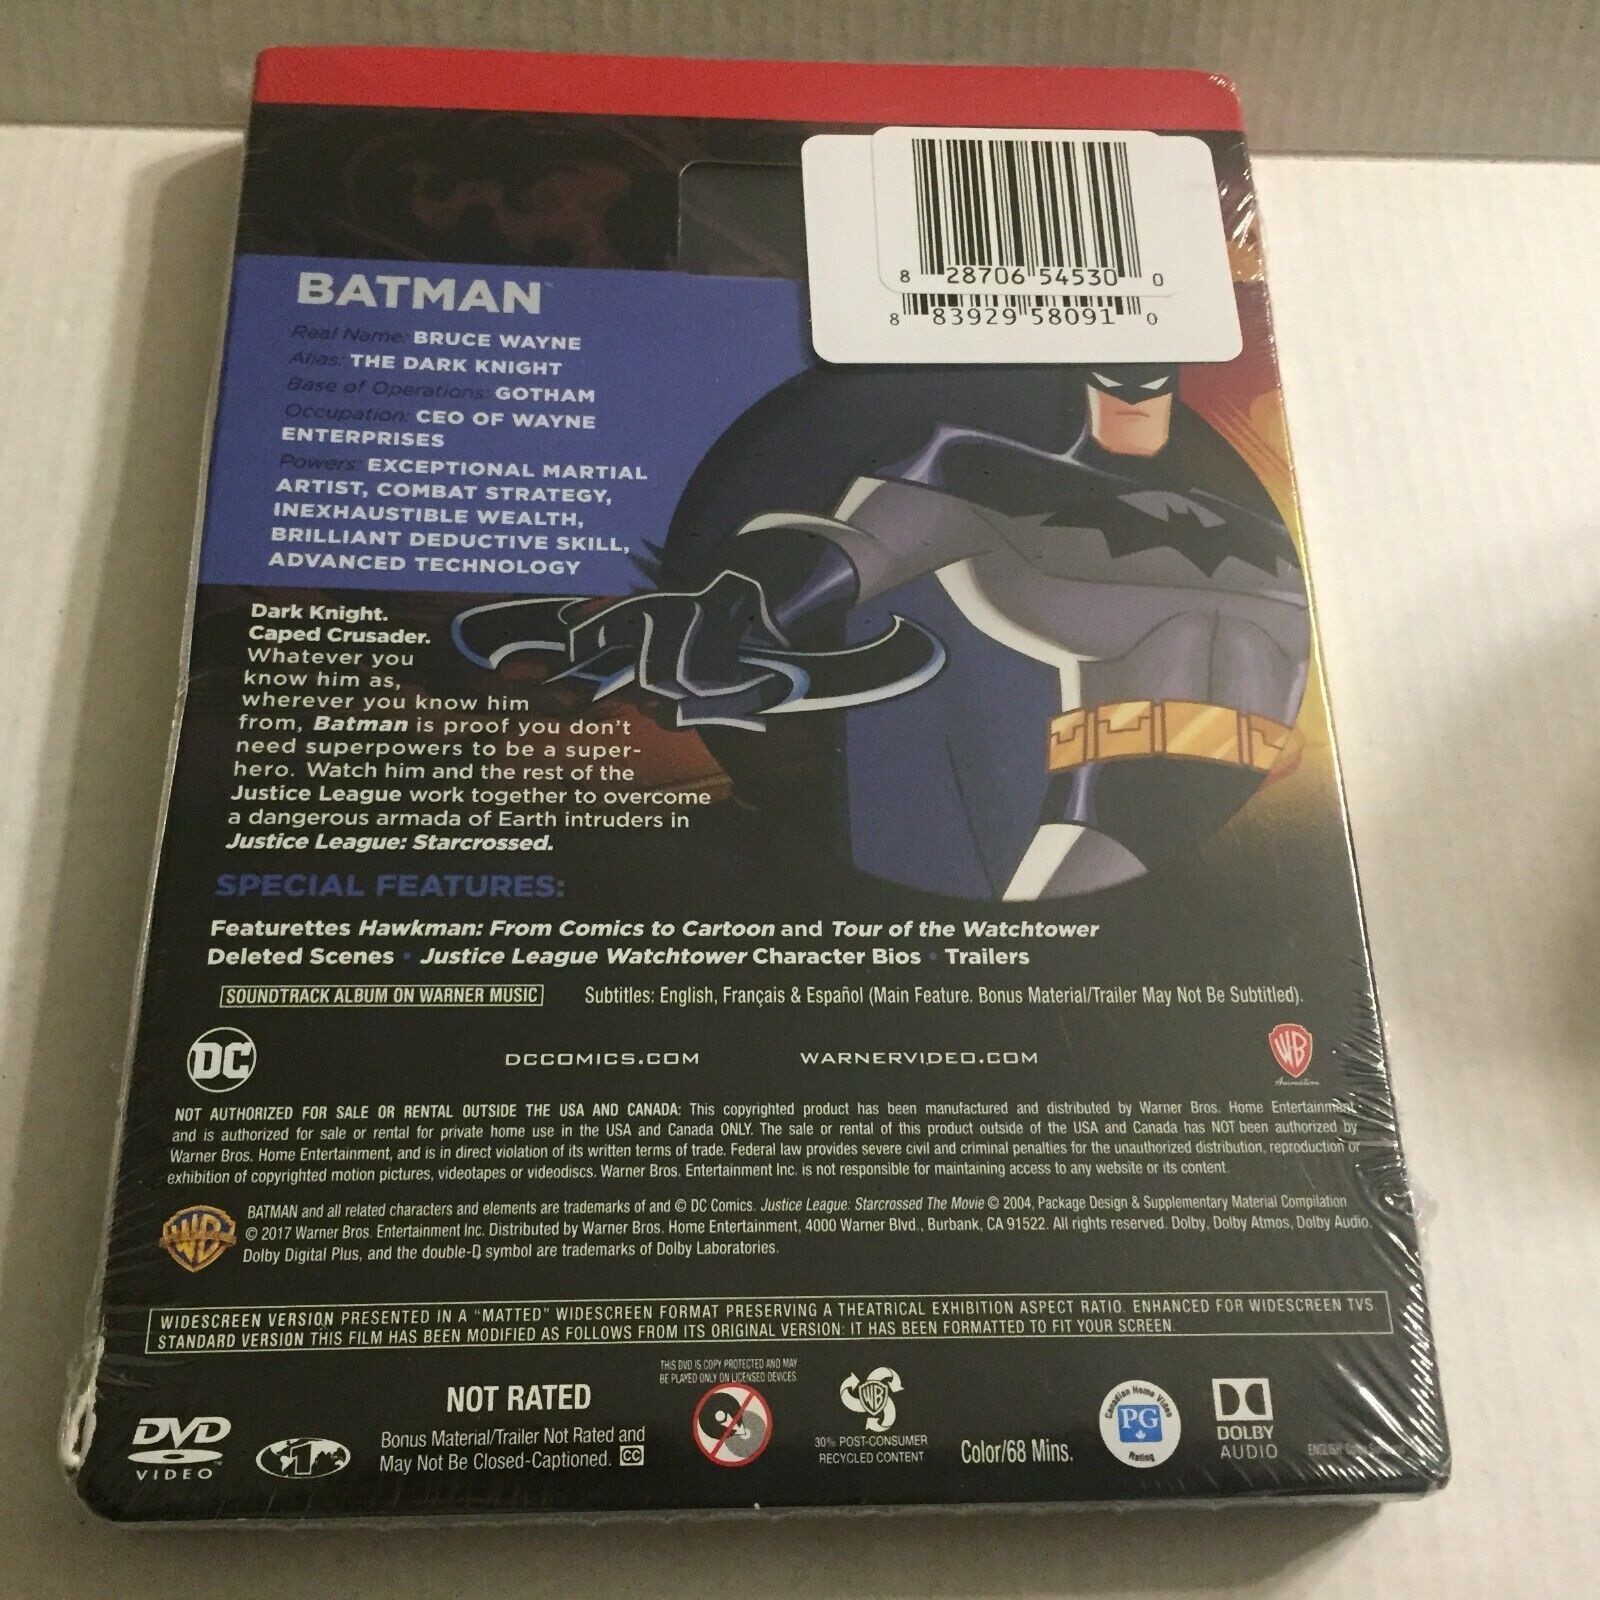 8 28706 54530 0
8 83929 58091 0
BATMAN™
Real Name: BRUCE WAYNE
Alias: THE DARK KNIGHT
Base of Operations: GOTHAM
Occupation: CEO OF WAYNE
ENTERPRISES
Powers: EXCEPTIONAL MARTIAL
ARTIST, COMBAT STRATEGY,
INEXHAUSTIBLE WEALTH,
BRILLIANT DEDUCTIVE SKILL,
ADVANCED TECHNOLOGY
Dark Knight.
Caped Crusader.
Whatever you
know him as,
wherever you know him
from, Batman is proof you don't
need superpowers to be a super-
hero. Watch him and the rest of the
Justice League work together to overcome
a dangerous armada of Earth intruders in
Justice League: Starcrossed.
SPECIAL FEATURES:
Featurettes Hawkman: From Comics to Cartoon and Tour of the Watchtower
Deleted Scenes • Justice League Watchtower Character Bios • Trailers
SOUNDTRACK ALBUM ON WARNER MUSIC Subtitles: English, Français & Español (Main Feature. Bonus Material/Trailer May Not Be Subtitled).
DC DCCOMICS.COM WARNERVIDEO.COM WB
Animation
NOT AUTHORIZED FOR SALE OR RENTAL OUTSIDE THE USA AND CANADA: This copyrighted product has been manufactured and distributed by Warner Bros. Home Entertainment
and is authorized for sale or rental for private home use in the USA and Canada ONLY. The sale or rental of this product outside of the USA and Canada has NOT been authorized by
Warner Bros. Home Entertainment, and is in direct violation of its written terms of trade. Federal law provides severe civil and criminal penalties for the unauthorized distribution, reproduction or
exhibition of copyrighted motion pictures, videotapes or videodiscs. Warner Bros. Entertainment Inc. is not responsible for maintaining access to any website or its content.
WB BATMAN and all related characters and elements are trademarks of and © DC Comics. Justice League: Starcrossed The Movie © 2004, Package Design & Supplementary Material Compilation
© 2017 Warner Bros. Entertainment Inc. Distributed by Warner Bros. Home Entertainment, 4000 Warner Blvd., Burbank, CA 91522. All rights reserved. Dolby, Dolby Atmos, Dolby Audio,
Dolby Digital Plus, and the double-D symbol are trademarks of Dolby Laboratories.
WIDESCREEN VERSION PRESENTED IN A "MATTED" WIDESCREEN FORMAT PRESERVING A THEATRICAL EXHIBITION ASPECT RATIO. ENHANCED FOR WIDESCREEN TVS.
STANDARD VERSION THIS FILM HAS BEEN MODIFIED AS FOLLOWS FROM ITS ORIGINAL VERSION: IT HAS BEEN FORMATTED TO FIT YOUR SCREEN.
DVD
VIDEO
1
NOT RATED
Bonus Material/Trailer Not Rated and
May Not Be Closed-Captioned. CC
THIS DVD IS COPY PROTECTED AND MAY
BE PLAYED ONLY ON LICENSED DEVICES
WB
30% POST-CONSUMER
RECYCLED CONTENT
Color/68 Mins.
Canadian Home Video
PG
Rating
DOLBY
AUDIO
ENGLISH